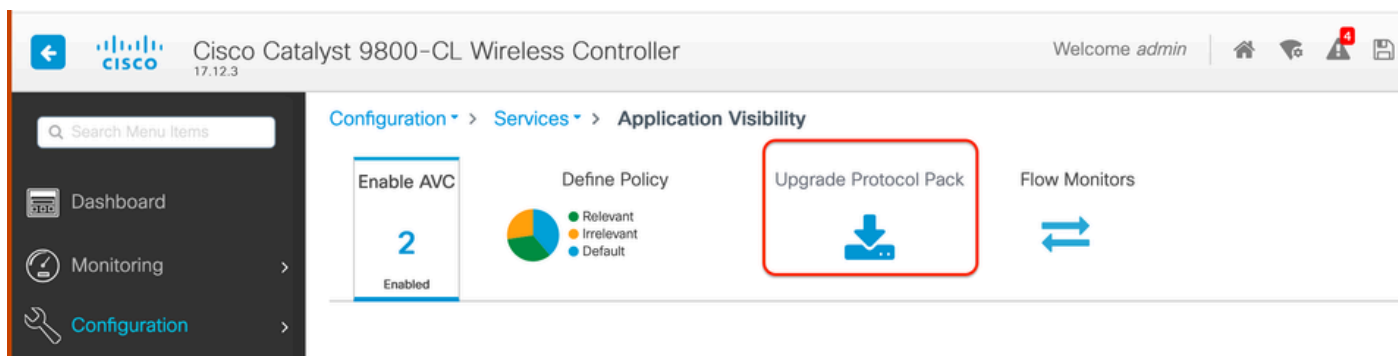 CISCO
Cisco Catalyst 9800-CL Wireless Controller
17.12.3
Welcome admin
4
Search Menu Items
Dashboard
Monitoring
Configuration
Configuration > Services > Application Visibility
Enable AVC
2
Enabled
Define Policy
Relevant
Irrelevant
Default
Upgrade Protocol Pack
Flow Monitors